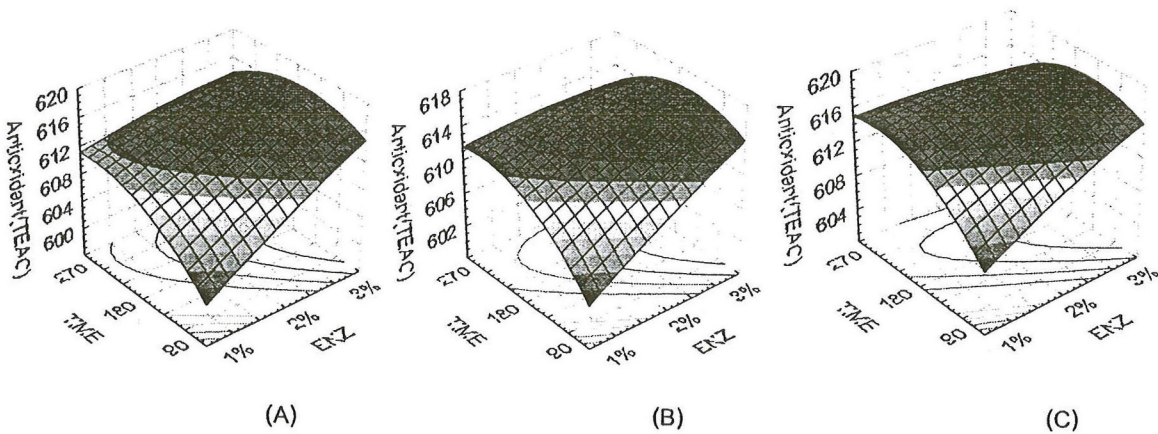 620
616
612
608
604
600
Antioxidant(TEAC)
270
180
90
TIME
1%
2%
3%
ENZ
(A)
618
614
610
606
602
Antioxidant(TEAC)
270
180
90
TIME
1%
2%
3%
ENZ
(B)
620
616
612
608
604
Antioxidant(TEAC)
270
180
90
TIME
1%
2%
3%
ENZ
(C)